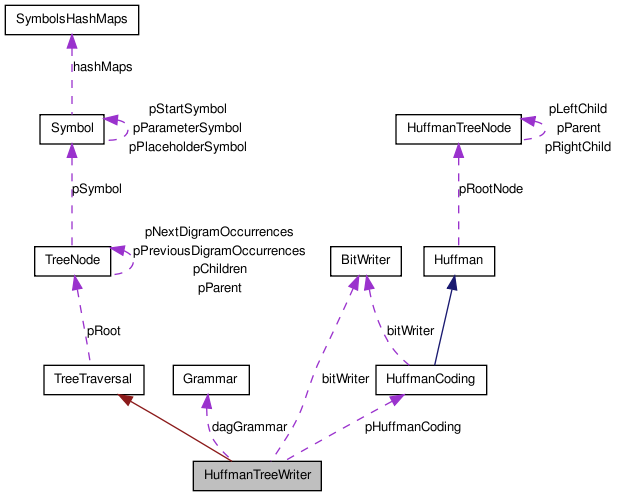 SymbolsHashMaps
hashMaps
Symbol
pStartSymbol
pParameterSymbol
pPlaceholderSymbol
HuffmanTreeNode
pLeftChild
pParent
pRightChild
pSymbol
pRootNode
TreeNode
pNextDigramOccurrences
pPreviousDigramOccurrences
pChildren
pParent
BitWriter
Huffman
pRoot
bitWriter
TreeTraversal
Grammar
bitWriter
HuffmanCoding
dagGrammar
pHuffmanCoding
HuffmanTreeWriter